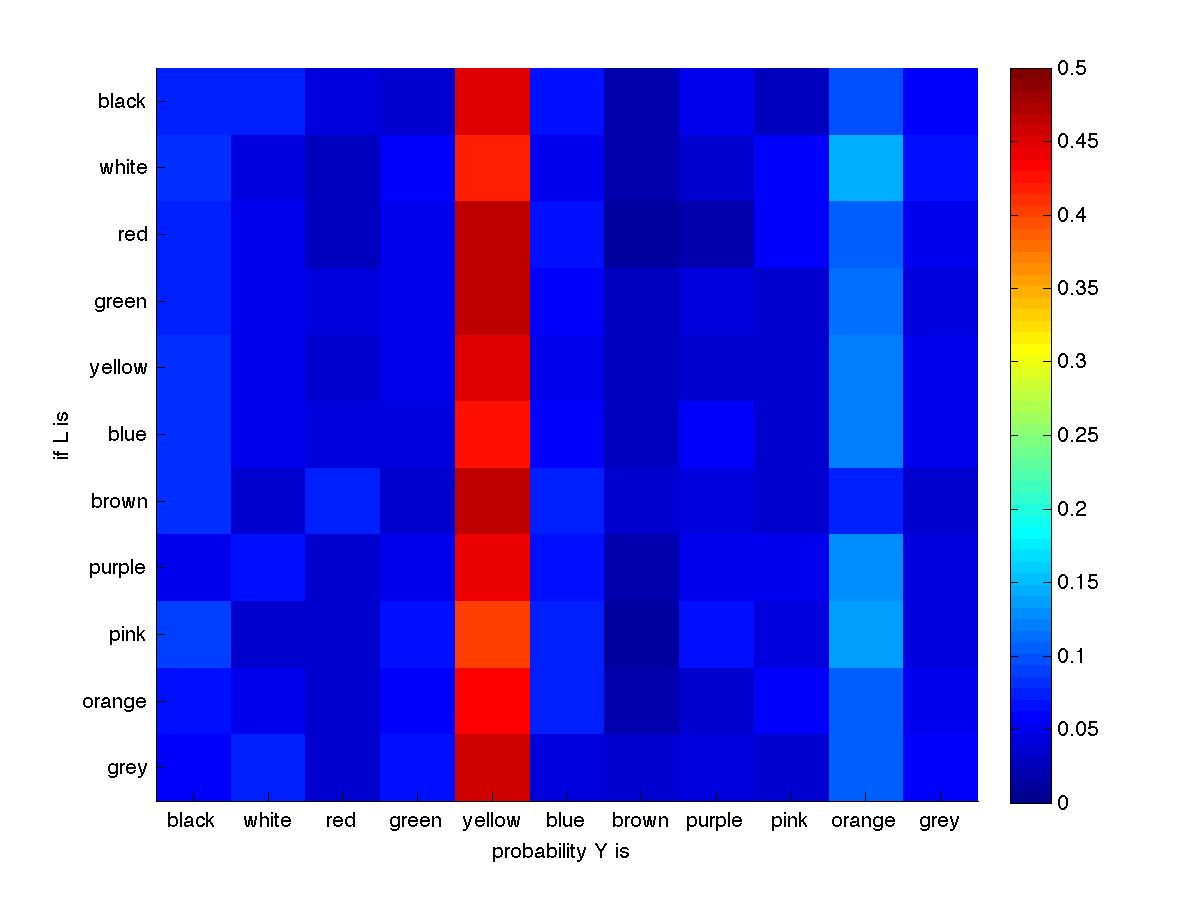 if L is
black
white
red
green
yellow
blue
brown
purple
pink
orange
grey
black white red green yellow blue brown purple pink orange grey
probability Y is
0.5
0.45
0.4
0.35
0.3
0.25
0.2
0.15
0.1
0.05
0